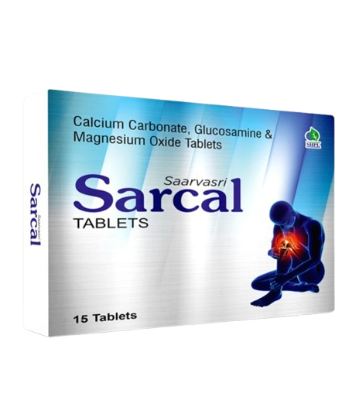 Calcium Carbonate, Glucosamine &
Magnesium Oxide Tablets
Saarvasri
Sarcal
TABLETS
15 Tablets
Sarcal